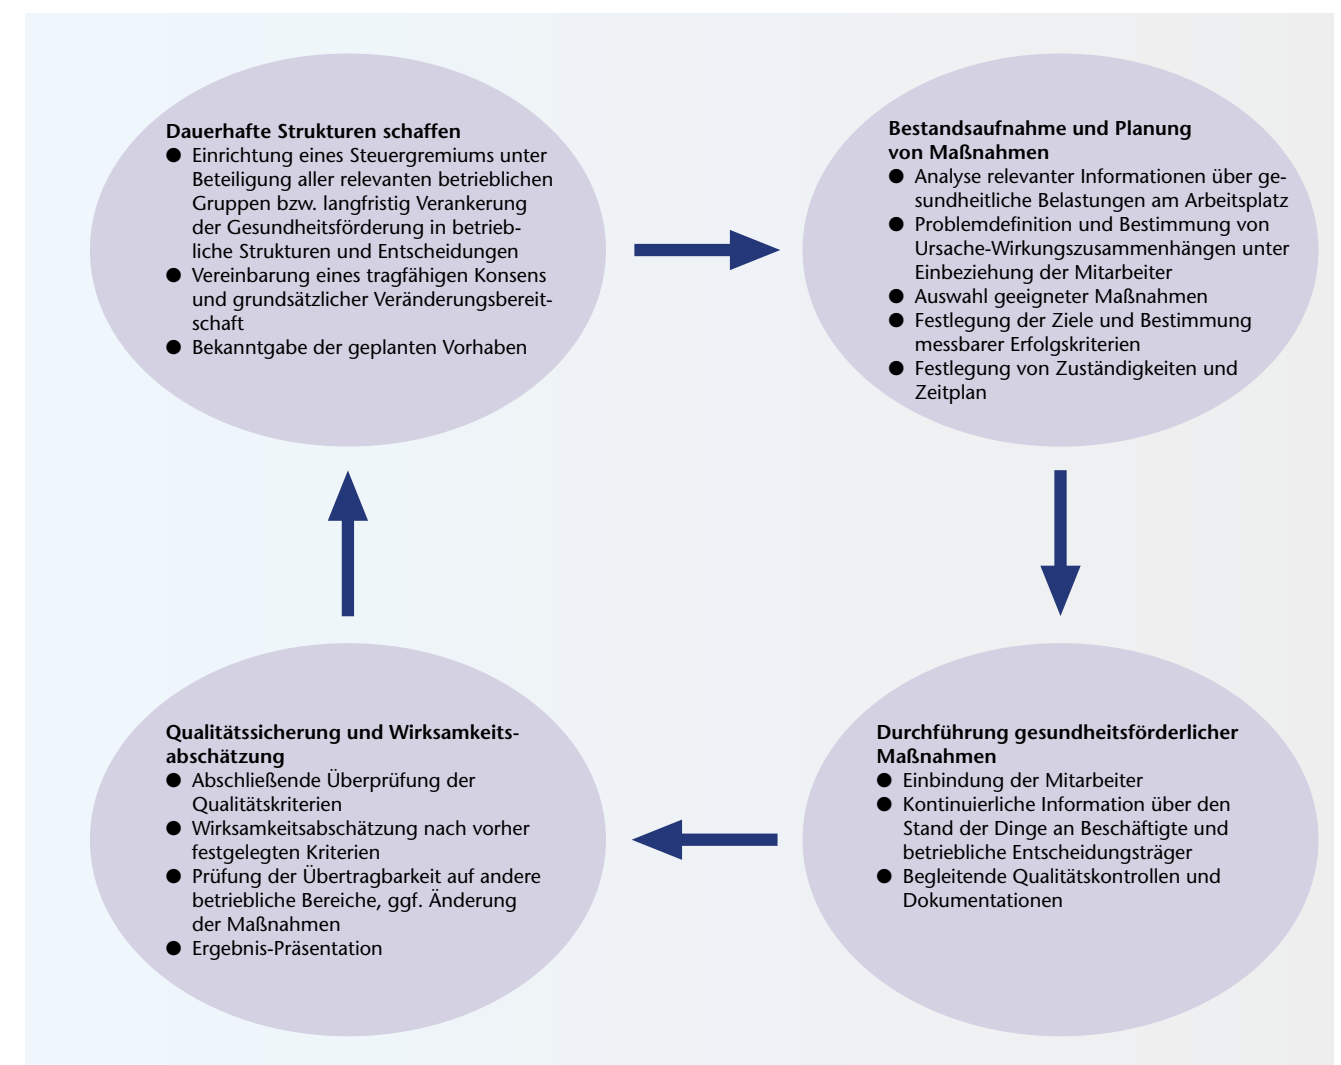 Dauerhafte Strukturen schaffen
● Einrichtung eines Steuergremiums unter
Beteiligung aller relevanten betrieblichen
Gruppen bzw. langfristig Verankerung
der Gesundheitsförderung in betrieb-
liche Strukturen und Entscheidungen
● Vereinbarung eines tragfähigen Konsens
und grundsätzlicher Veränderungsbereit-
schaft
● Bekanntgabe der geplanten Vorhaben
Bestandsaufnahme und Planung
von Maßnahmen
● Analyse relevanter Informationen über ge-
sundheitliche Belastungen am Arbeitsplatz
● Problemdefinition und Bestimmung von
Ursache-Wirkungszusammenhängen unter
Einbeziehung der Mitarbeiter
● Auswahl geeigneter Maßnahmen
● Festlegung der Ziele und Bestimmung
messbarer Erfolgskriterien
● Festlegung von Zuständigkeiten und
Zeitplan
Durchführung gesundheitsförderlicher
Maßnahmen
● Einbindung der Mitarbeiter
● Kontinuierliche Information über den
Stand der Dinge an Beschäftigte und
betriebliche Entscheidungsträger
● Begleitende Qualitätskontrollen und
Dokumentationen
Qualitätssicherung und Wirksamkeits-
abschätzung
● Abschließende Überprüfung der
Qualitätskriterien
● Wirksamkeitsabschätzung nach vorher
festgelegten Kriterien
● Prüfung der Übertragbarkeit auf andere
betriebliche Bereiche, ggf. Änderung
der Maßnahmen
● Ergebnis-Präsentation